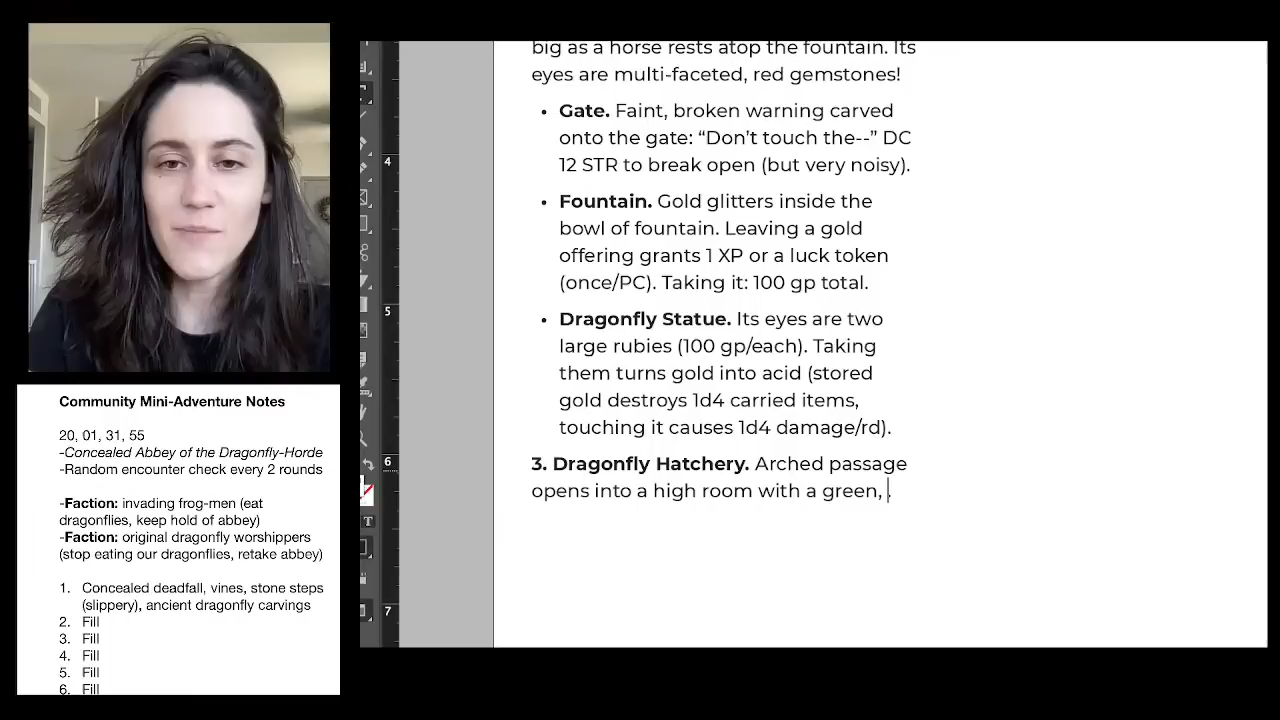 big as a horse rests atop the fountain. Its
eyes are multi-faceted, red gemstones!
• Gate. Faint, broken warning carved
onto the gate: “Don’t touch the--” DC
12 STR to break open (but very noisy).
• Fountain. Gold glitters inside the
bowl of fountain. Leaving a gold
offering grants 1 XP or a luck token
(once/PC). Taking it: 100 gp total.
• Dragonfly Statue. Its eyes are two
large rubies (100 gp/each). Taking
them turns gold into acid (stored
gold destroys 1d4 carried items,
touching it causes 1d4 damage/rd).
3. Dragonfly Hatchery. Arched passage
opens into a high room with a green, .
4
5
6
7
T
Community Mini-Adventure Notes
20, 01, 31, 55
-Concealed Abbey of the Dragonfly-Horde
-Random encounter check every 2 rounds
-Faction: invading frog-men (eat
dragonflies, keep hold of abbey)
-Faction: original dragonfly worshippers
(stop eating our dragonflies, retake abbey)
1. Concealed deadfall, vines, stone steps
(slippery), ancient dragonfly carvings
2. Fill
3. Fill
4. Fill
5. Fill
6. Fill